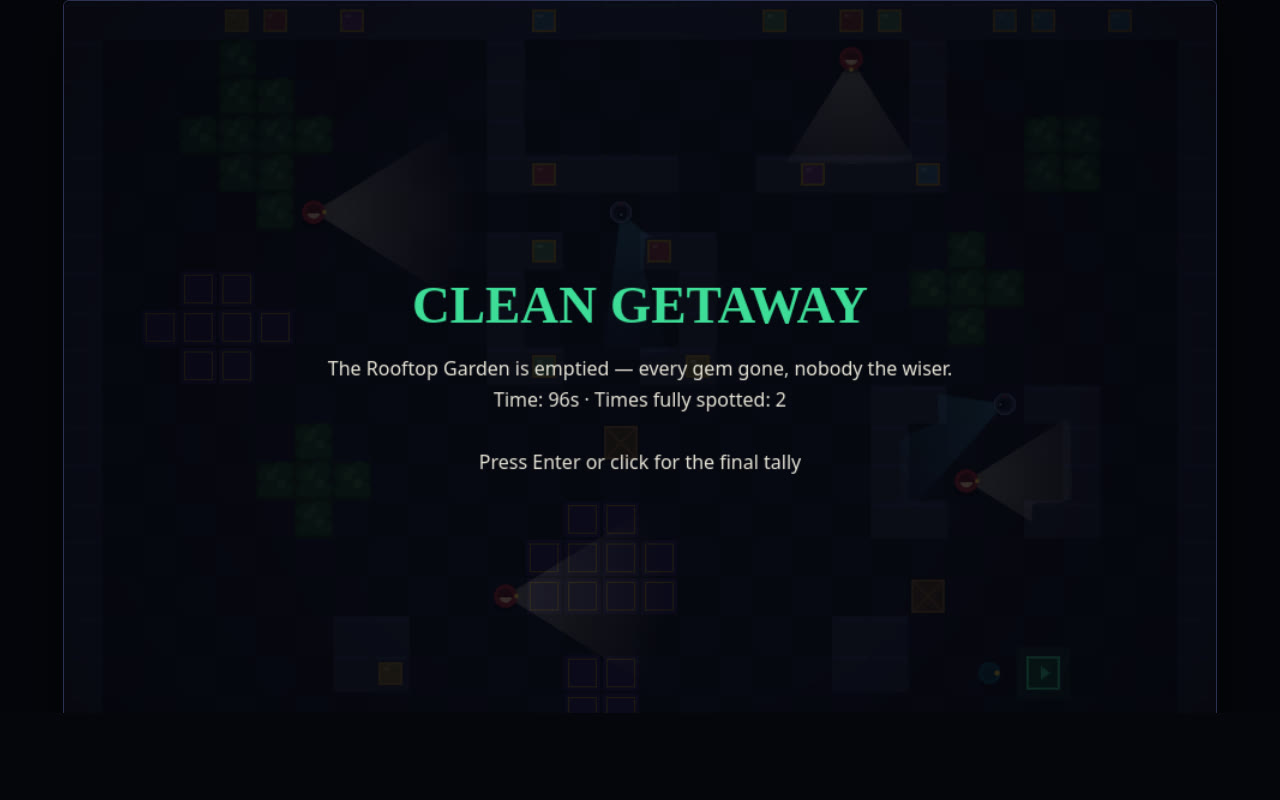 CLEAN GETAWAY
The Rooftop Garden is emptied — every gem gone, nobody the wiser.
Time: 96s · Times fully spotted: 2
Press Enter or click for the final tally